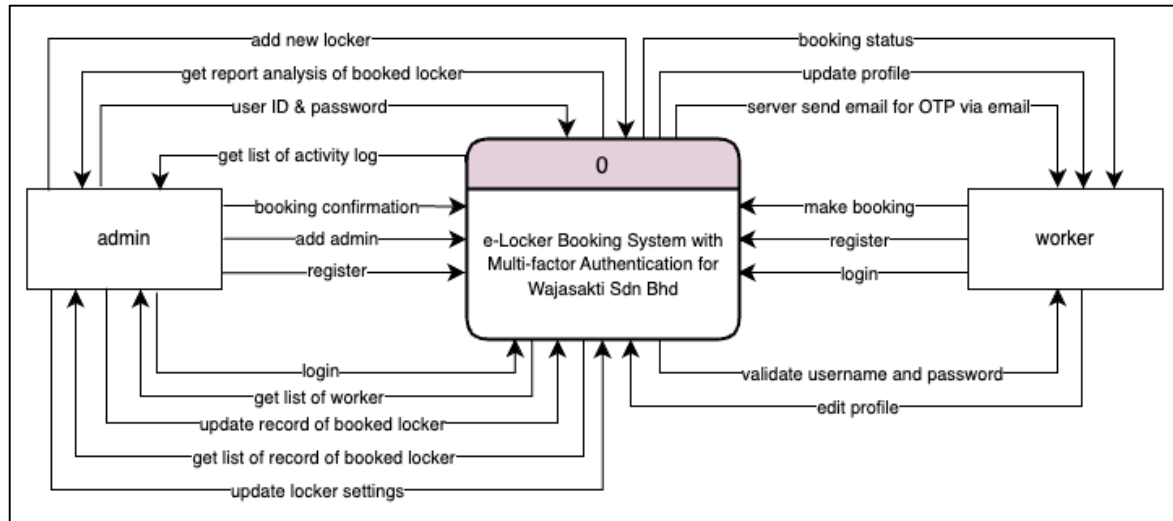 add new locker
booking status
get report analysis of booked locker
update profile
user ID & password
server send email for OTP via email
get list of activity log
0
booking confirmation
make booking
admin
add admin
e-Locker Booking System with
Multi-factor Authentication for
Wajasakti Sdn Bhd
register
worker
register
login
login
validate username and password
get list of worker
edit profile
update record of booked locker
get list of record of booked locker
update locker settings